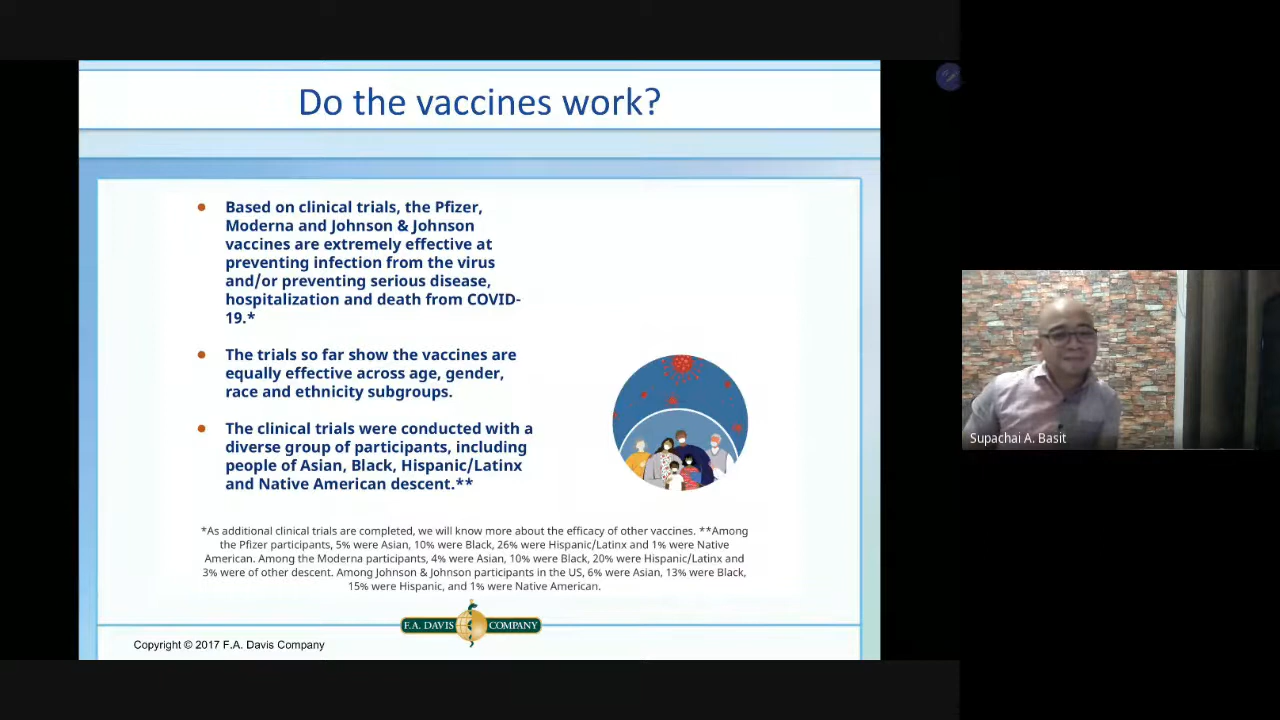 Do the vaccines work?
• Based on clinical trials, the Pfizer,
Moderna and Johnson & Johnson
vaccines are extremely effective at
preventing infection from the virus
and/or preventing serious disease,
hospitalization and death from COVID-
19.*
• The trials so far show the vaccines are
equally effective across age, gender,
race and ethnicity subgroups.
• The clinical trials were conducted with a
diverse group of participants, including
people of Asian, Black, Hispanic/Latinx
and Native American descent.**
*As additional clinical trials are completed, we will know more about the efficacy of other vaccines. **Among
the Pfizer participants, 5% were Asian, 10% were Black, 26% were Hispanic/Latinx and 1% were Native
American. Among the Moderna participants, 4% were Asian, 10% were Black, 20% were Hispanic/Latinx and
3% were of other descent. Among Johnson & Johnson participants in the US, 6% were Asian, 13% were Black,
15% were Hispanic, and 1% were Native American.
F.A. DAVIS COMPANY
Copyright © 2017 F.A. Davis Company
Supachai A. Basit